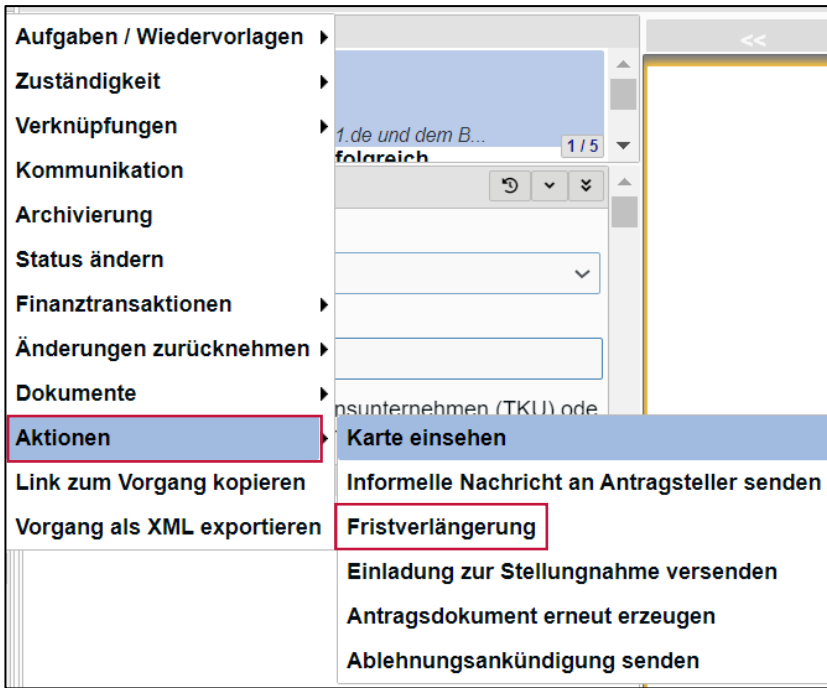 Aufgaben / Wiedervorlagen
<<
Zuständigkeit
Verknüpfungen
1.de und dem B...
1 / 5
folgreich
Kommunikation
Archivierung
Status ändern
Finanztransaktionen
Änderungen zurücknehmen
Dokumente
nsunternehmen (TKU) ode
Aktionen
Karte einsehen
Link zum Vorgang kopieren
Informelle Nachricht an Antragsteller senden
Vorgang als XML exportieren
Fristverlängerung
Einladung zur Stellungnahme versenden
Antragsdokument erneut erzeugen
Ablehnungsankündigung senden